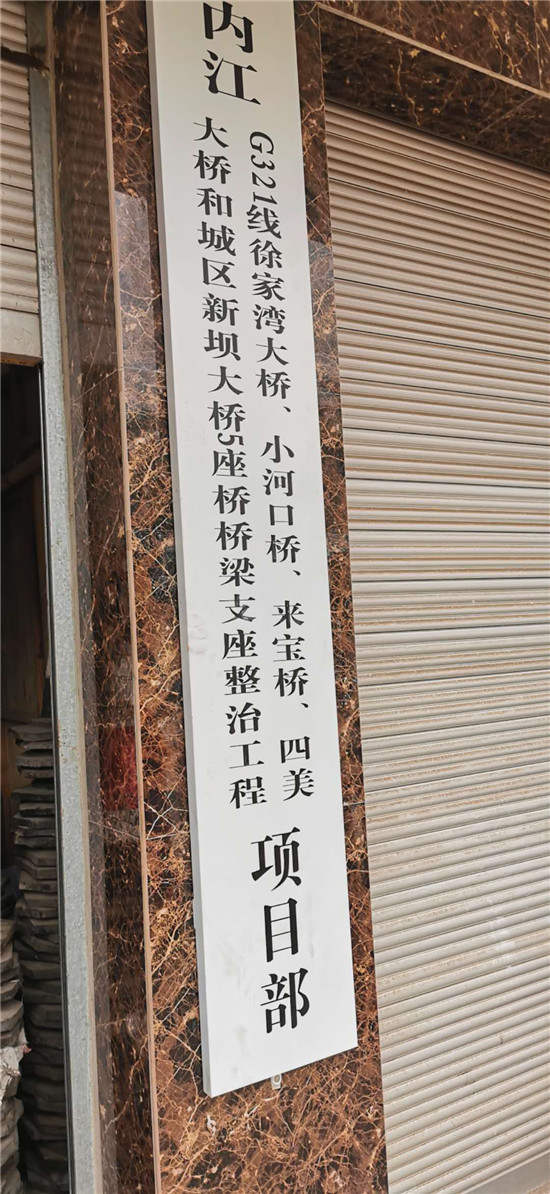 内江
G321线徐家湾大桥、小河口桥、来宝桥、四美
大桥和城区新坝大桥5座桥桥梁支座整治工程
项目部